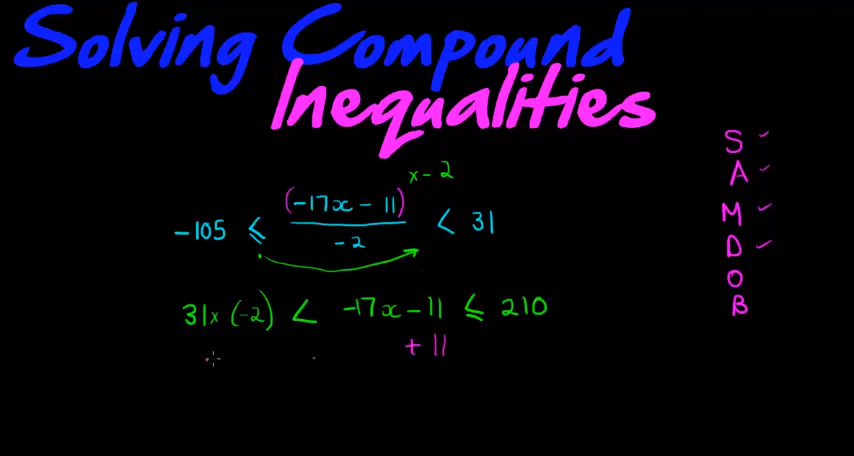 Solving Compound
Inequalities
S
A
M
D
O
B
x - 2
-105 ≤ (-17x - 11) / -2 < 31
31 x (-2) < -17x - 11 ≤ 210
+ 11